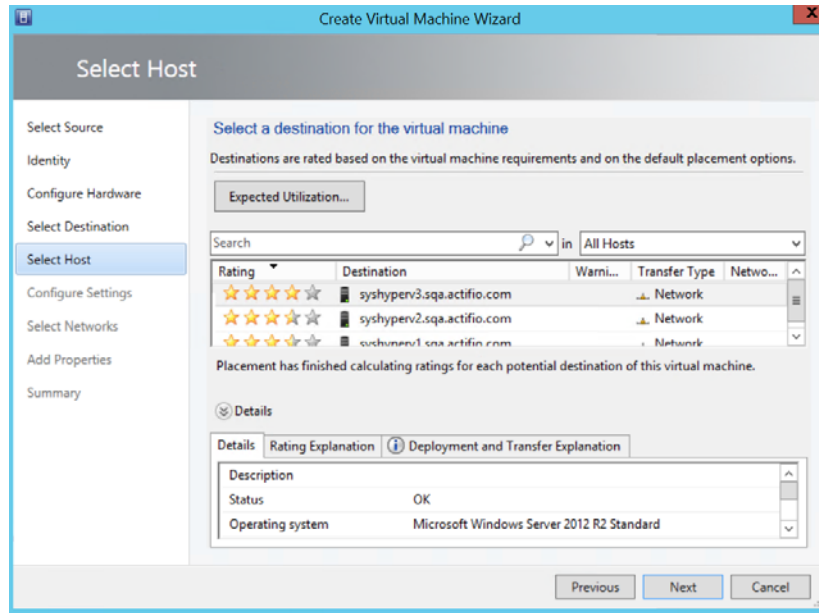 Create Virtual Machine Wizard
X
Select Host
Select Source
Identity
Configure Hardware
Select Destination
Select Host
Configure Settings
Select Networks
Add Properties
Summary
Select a destination for the virtual machine
Destinations are rated based on the virtual machine requirements and on the default placement options.
Expected Utilization...
Search in All Hosts
Rating Destination Warni... Transfer Type Netwo...
syshyperv3.sqa.actifio.com Network
syshyperv2.sqa.actifio.com Network
syshyperv1.sqa.actifio.com Network
Placement has finished calculating ratings for each potential destination of this virtual machine.
Details
Details Rating Explanation Deployment and Transfer Explanation
Description
Status OK
Operating system Microsoft Windows Server 2012 R2 Standard
Previous Next Cancel